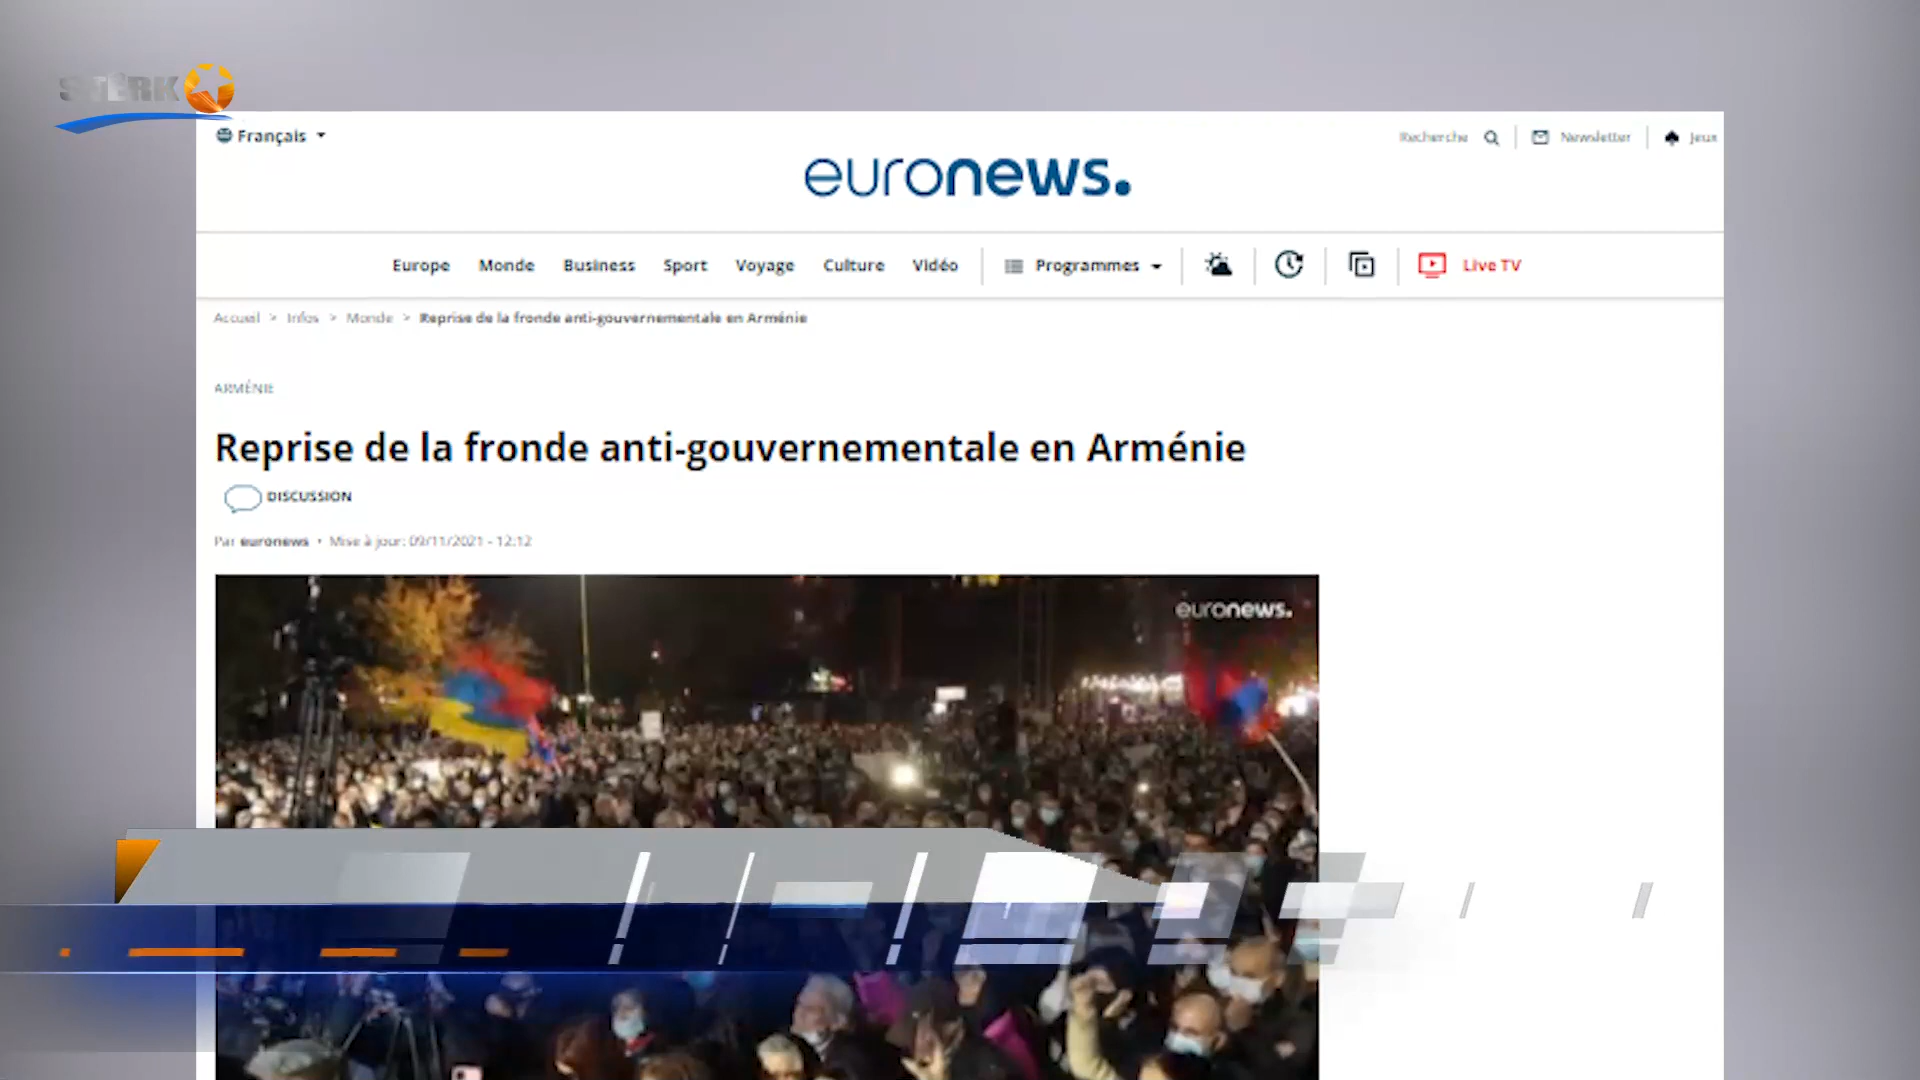 STÊRK
Français
Recherche
Newsletter
Jeux
euronews.
Europe Monde Business Sport Voyage Culture Vidéo Programmes Live TV
Accueil > Infos > Monde > Reprise de la fronde anti-gouvernementale en Arménie
ARMÉNIE
Reprise de la fronde anti-gouvernementale en Arménie
DISCUSSION
Par euronews • Mise à jour: 09/11/2021 - 12:12
euronews.